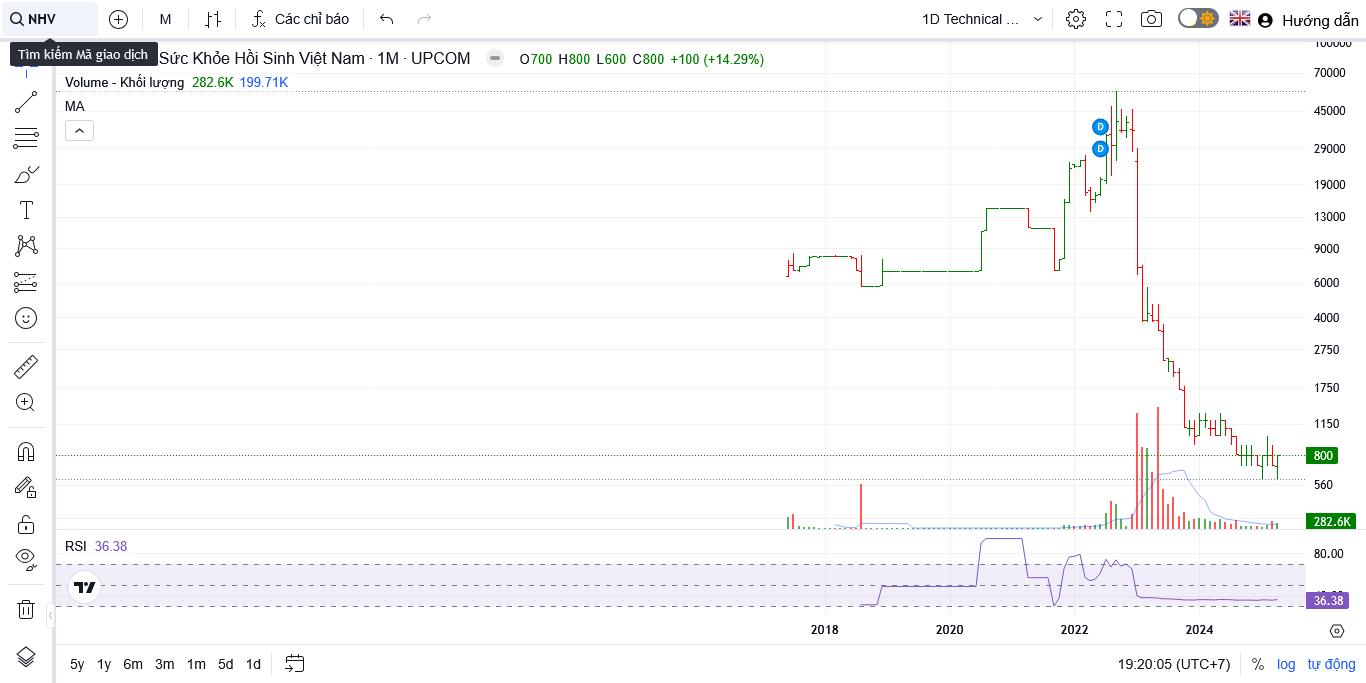 NHV
M
Các chỉ báo
1D Technical ...
Hướng dẫn
Tìm kiếm Mã giao dịch
Sức Khỏe Hồi Sinh Việt Nam · 1M · UPCOM
O700 H800 L600 C800 +100 (+14.29%)
Volume - Khối lượng 282.6K 199.71K
MA
D
D
100000
70000
45000
29000
19000
13000
9000
6000
4000
2750
1750
1150
800
560
282.6K
RSI 36.38
80.00
36.38
2018 2020 2022 2024
5y 1y 6m 3m 1m 5d 1d
19:20:05 (UTC+7) % log tự động